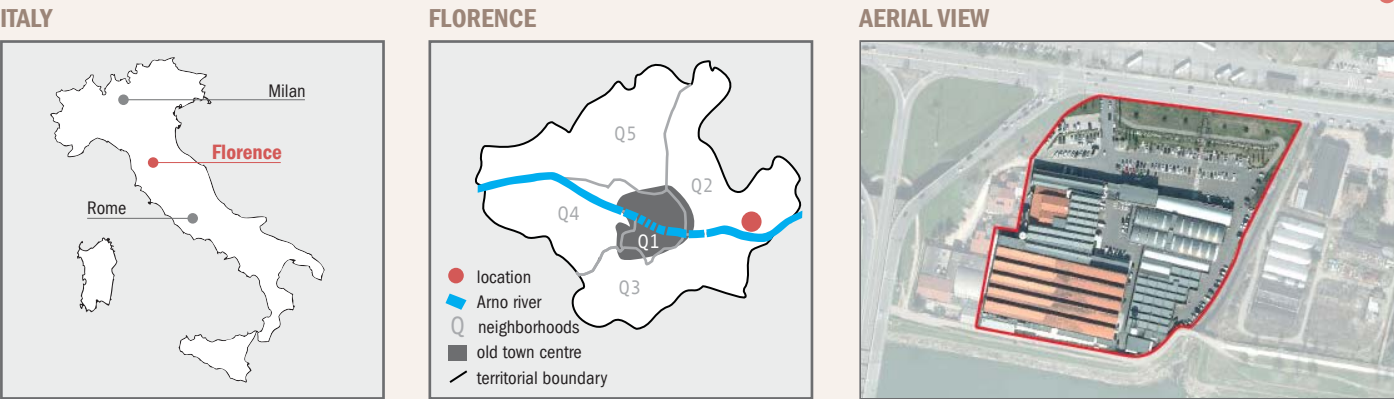 ITALY
Milan
Florence
Rome
FLORENCE
Q5
Q2
Q4
Q1
Q3
location
Arno river
Q neighborhoods
old town centre
territorial boundary
AERIAL VIEW